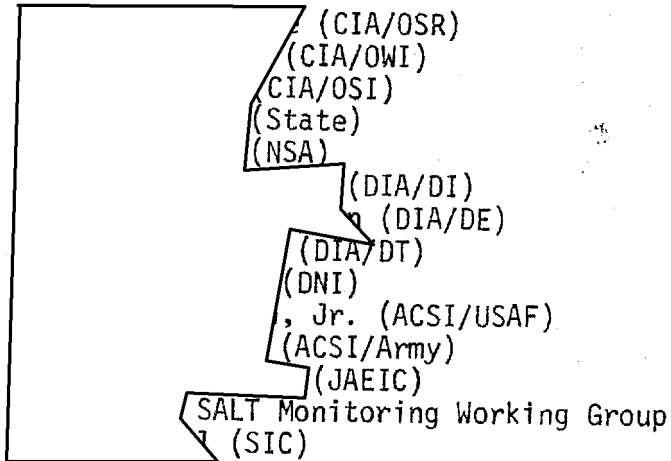 (CIA/OSR)
(CIA/OWI)
(CIA/OSI)
(State)
(NSA)
(DIA/DI)
(DIA/DE)
(DIA/DT)
(DNI)
, Jr. (ACSI/USAF)
(ACSI/Army)
(JAEIC)
SALT Monitoring Working Group
(SIC)